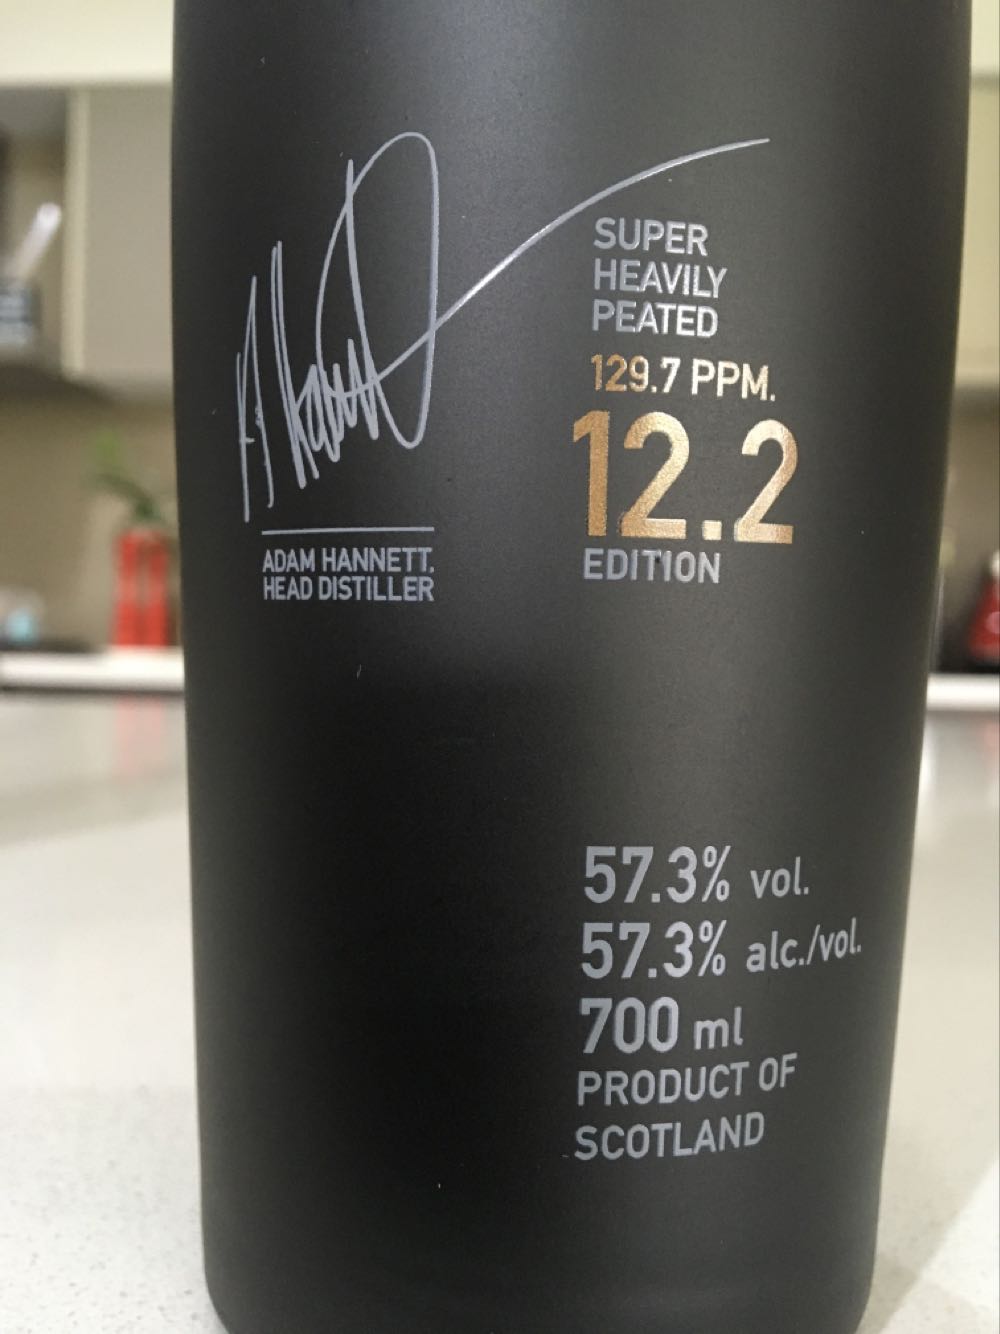 A Hannett
SUPER
HEAVILY
PEATED
129.7 PPM.
12.2
EDITION
ADAM HANNETT.
HEAD DISTILLER
57.3% vol.
57.3% alc./vol.
700 ml
PRODUCT OF
SCOTLAND